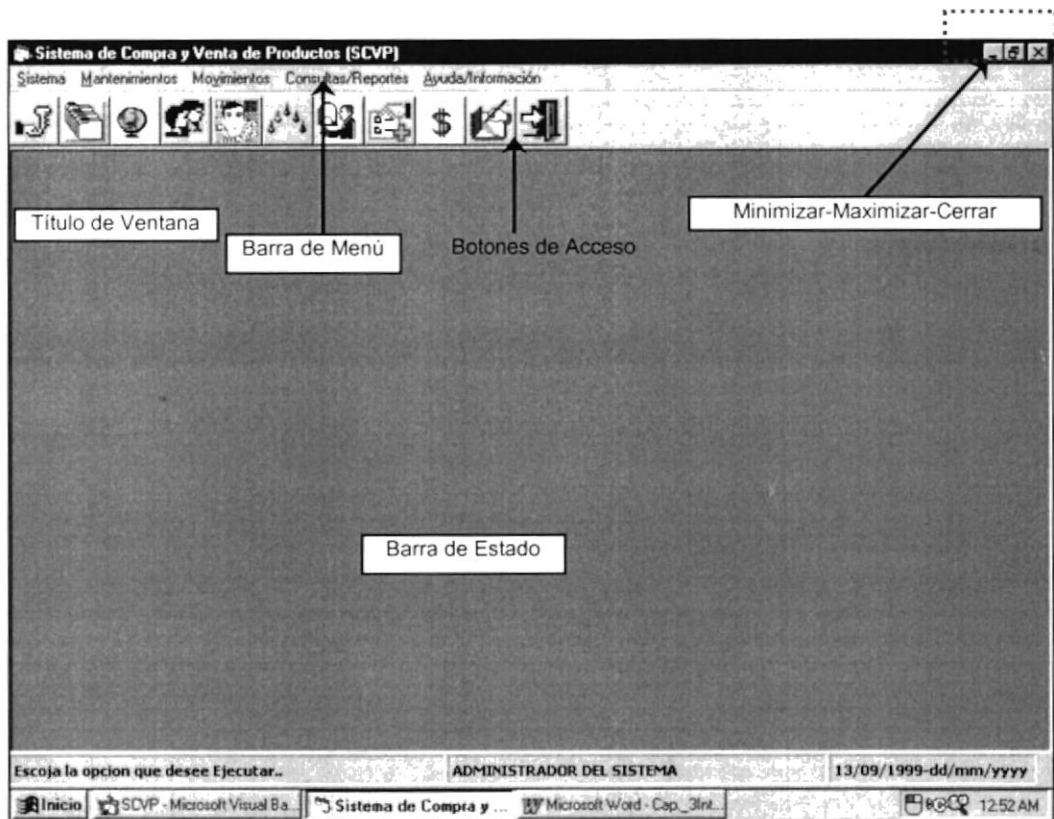 Sistema de Compra y Venta de Productos (SCVP)
Sistema Mantenimientos Movimientos Consultas/Reportes Ayuda/Información
$
Título de Ventana
Barra de Menú
Botones de Acceso
Minimizar-Maximizar-Cerrar
Barra de Estado
Escoja la opcion que desee Ejecutar..
ADMINISTRADOR DEL SISTEMA
13/09/1999-dd/mm/yyyy
Inicio
SCVP - Microsoft Visual Ba...
Sistema de Compra y ...
Microsoft Word - Cap._3Int...
12:52 AM